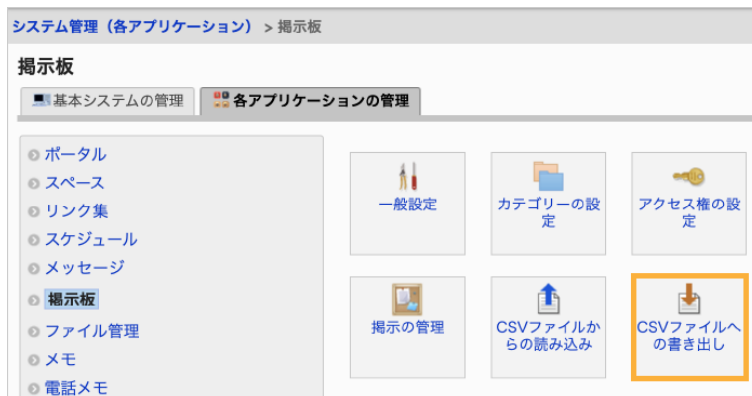 システム管理（各アプリケーション） > 掲示板
掲示板
基本システムの管理
各アプリケーションの管理
ポータル
スペース
リンク集
スケジュール
メッセージ
掲示板
ファイル管理
メモ
電話メモ
一般設定
カテゴリーの設
定
アクセス権の設
定
掲示の管理
CSVファイルか
らの読み込み
CSVファイルへ
の書き出し